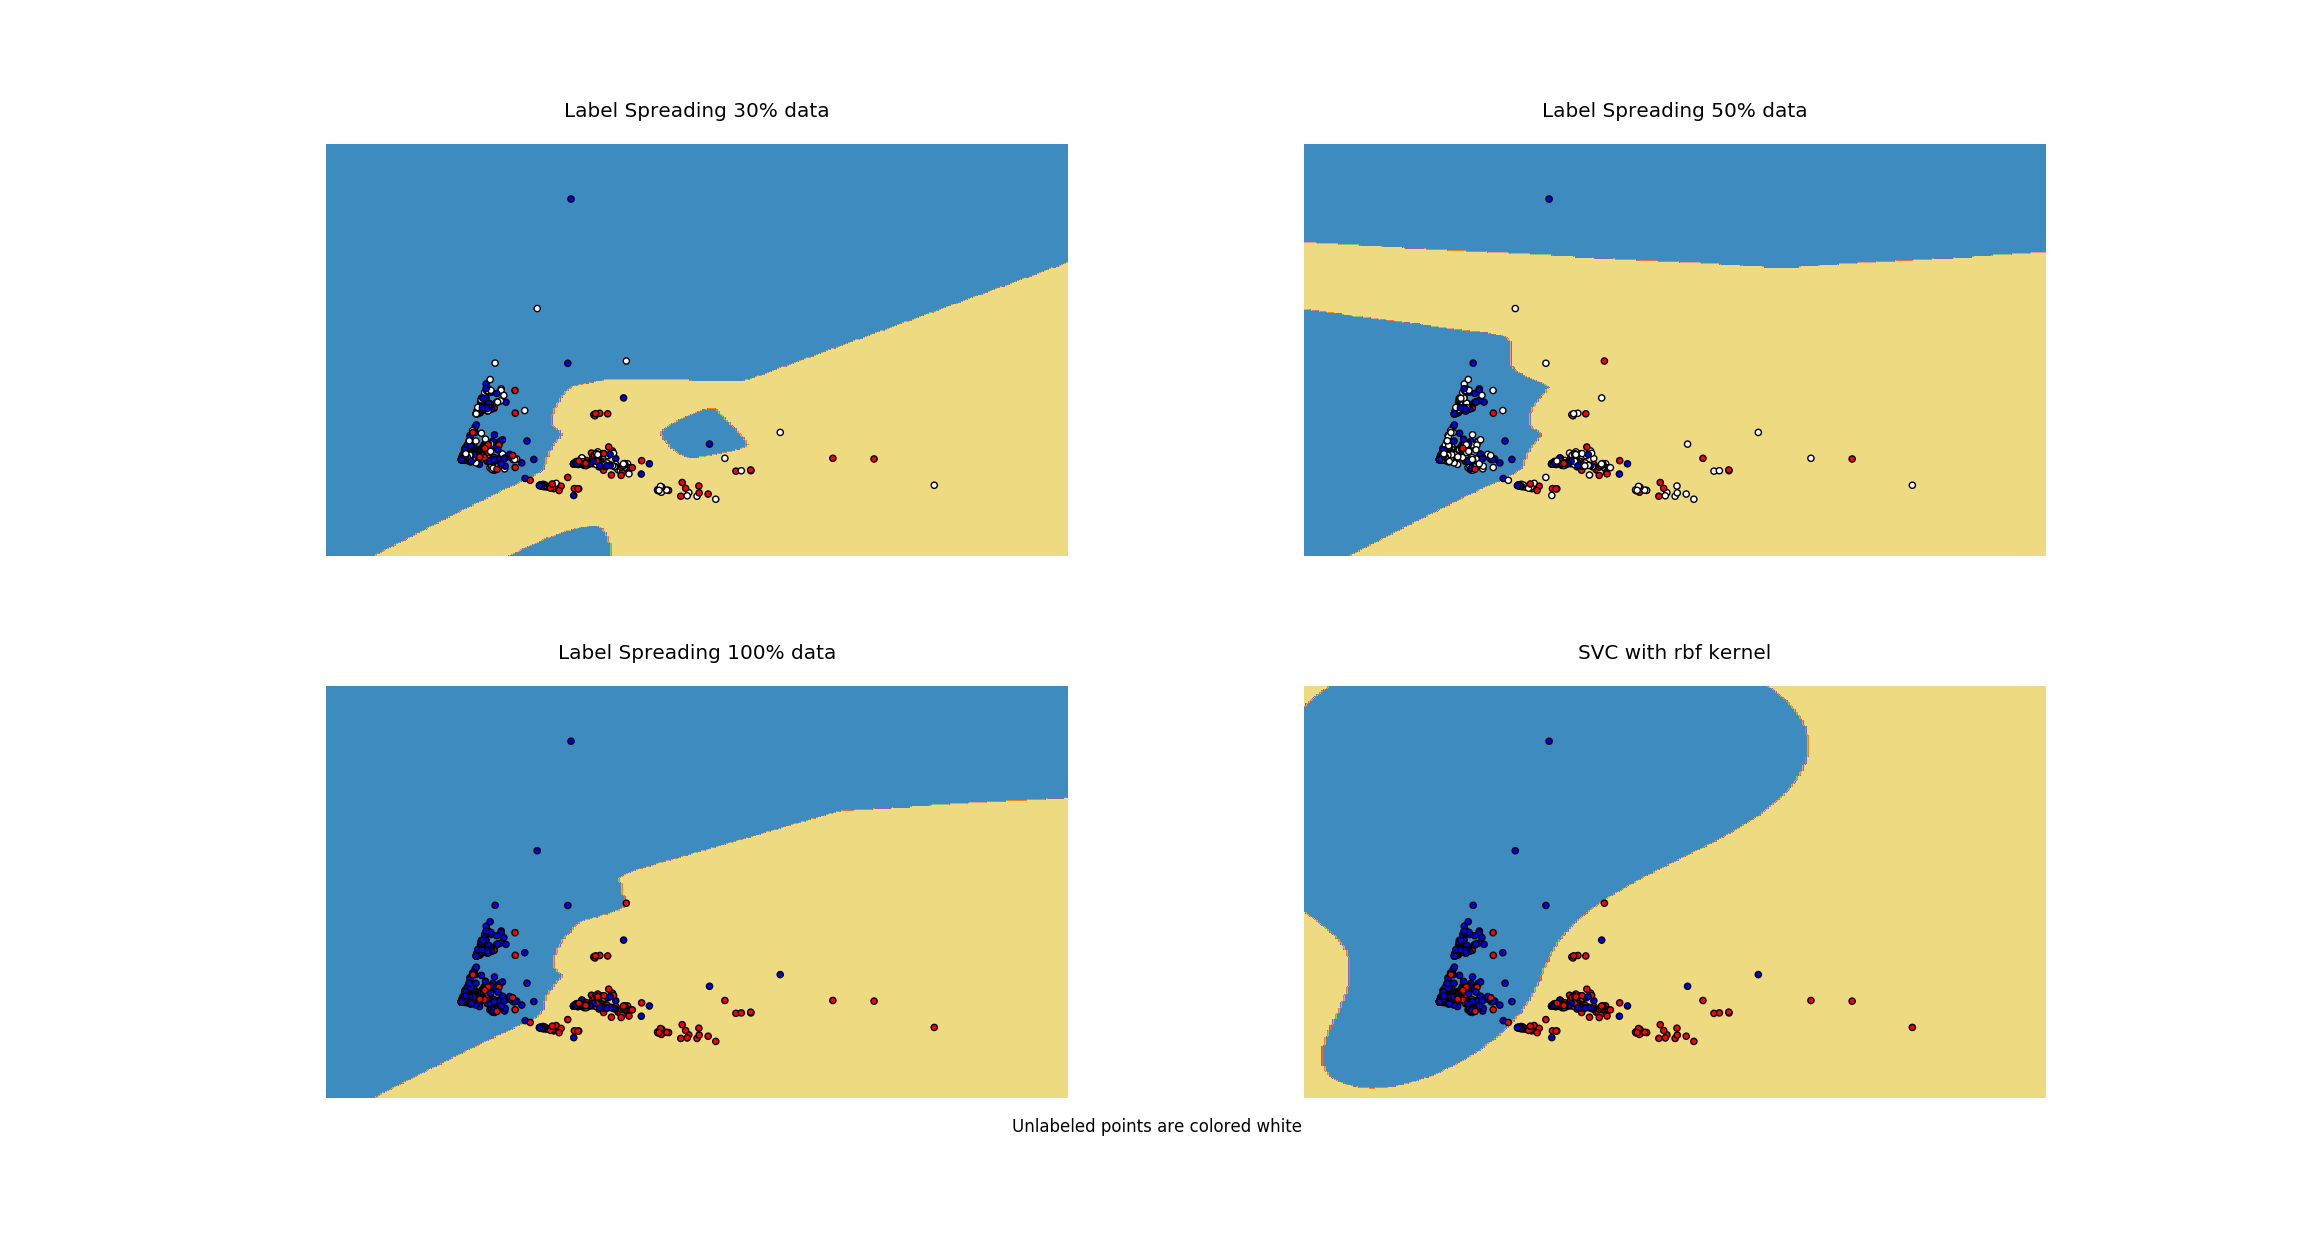 Label Spreading 30% data
Label Spreading 50% data
Label Spreading 100% data
SVC with rbf kernel
Unlabeled points are colored white